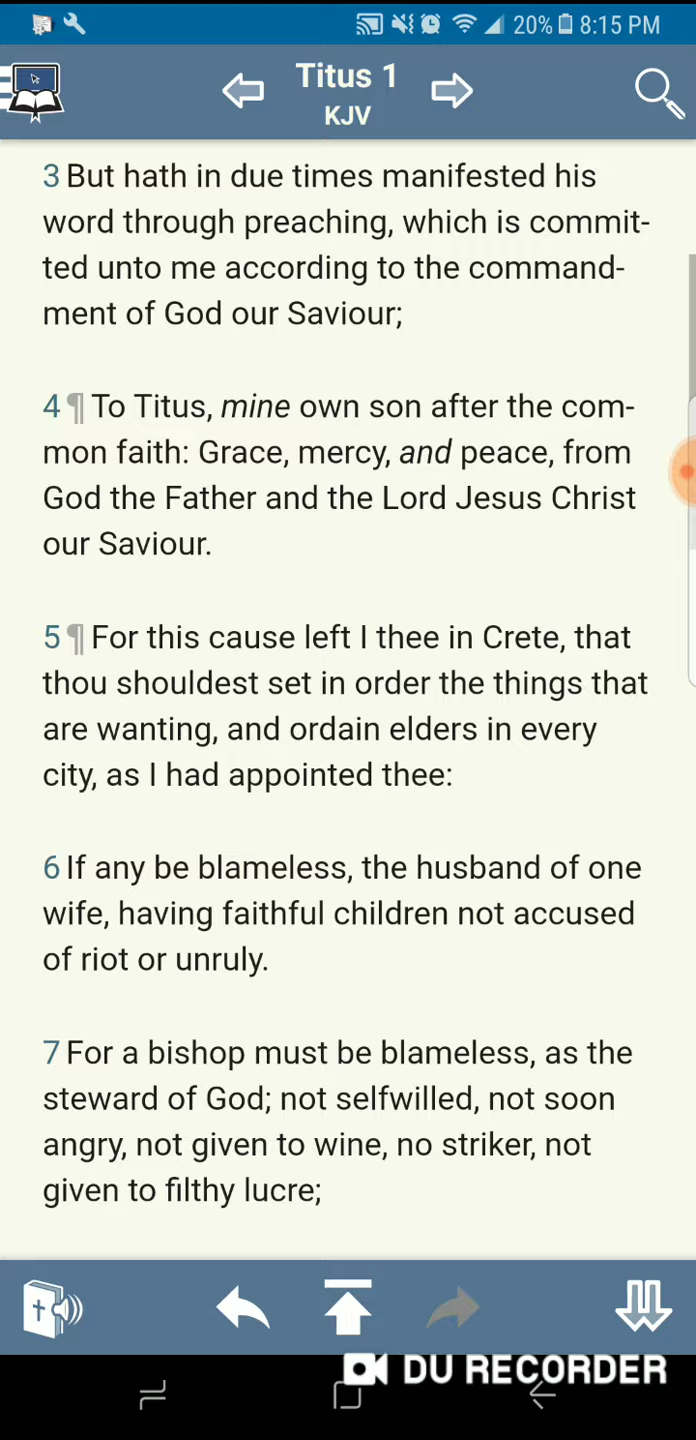 20% 8:15 PM
Titus 1
KJV
3 But hath in due times manifested his
word through preaching, which is commit-
ted unto me according to the command-
ment of God our Saviour;
4 ¶ To Titus, mine own son after the com-
mon faith: Grace, mercy, and peace, from
God the Father and the Lord Jesus Christ
our Saviour.
5 ¶ For this cause left I thee in Crete, that
thou shouldest set in order the things that
are wanting, and ordain elders in every
city, as I had appointed thee:
6 If any be blameless, the husband of one
wife, having faithful children not accused
of riot or unruly.
7 For a bishop must be blameless, as the
steward of God; not selfwilled, not soon
angry, not given to wine, no striker, not
given to filthy lucre;
DU RECORDER